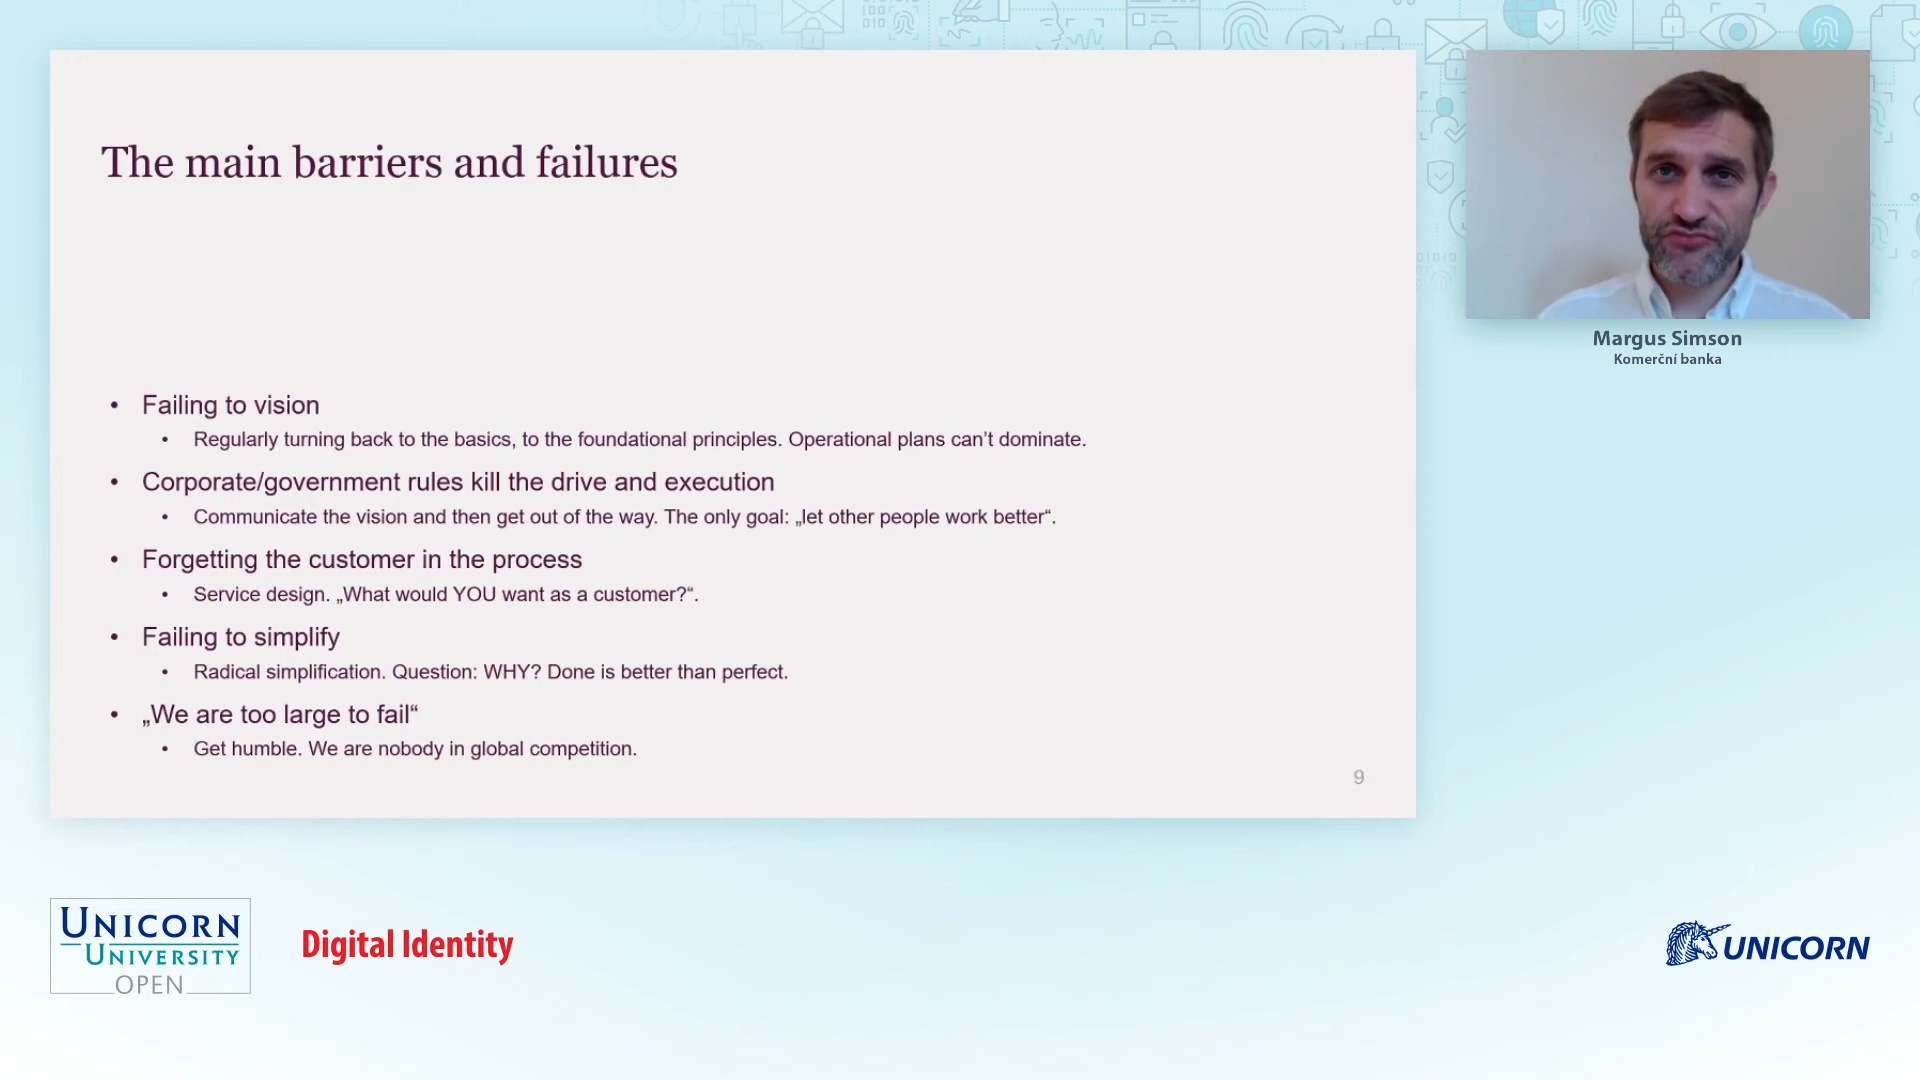 The main barriers and failures
• Failing to vision
• Regularly turning back to the basics, to the foundational principles. Operational plans can’t dominate.
• Corporate/government rules kill the drive and execution
• Communicate the vision and then get out of the way. The only goal: „let other people work better“.
• Forgetting the customer in the process
• Service design. „What would YOU want as a customer?“.
• Failing to simplify
• Radical simplification. Question: WHY? Done is better than perfect.
• „We are too large to fail“
• Get humble. We are nobody in global competition.
9
Margus Simson
Komerční banka
UNICORN
UNIVERSITY
OPEN
Digital Identity
UNICORN